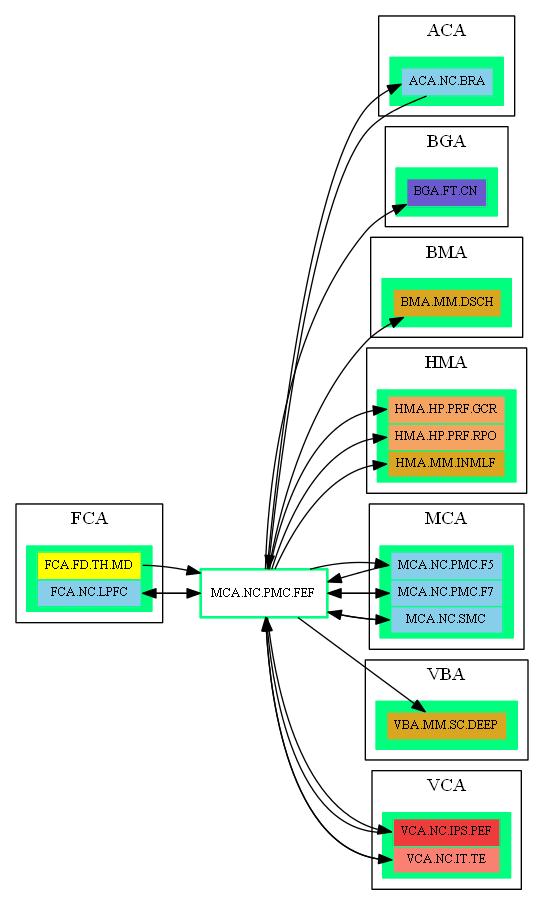 ACA
ACA.NC.BRA
BGA
BGA.FT.CN
BMA
BMA.MM.DSCH
HMA
HMA.HP.PRF.GCR
HMA.HP.PRF.RPO
HMA.MM.INMLF
FCA
FCA.FD.TH.MD
FCA.NC.LPFC
MCA.NC.PMC.FEF
MCA
MCA.NC.PMC.F5
MCA.NC.PMC.F7
MCA.NC.SMC
VBA
VBA.MM.SC.DEEP
VCA
VCA.NC.IPS.PEF
VCA.NC.IT.TE